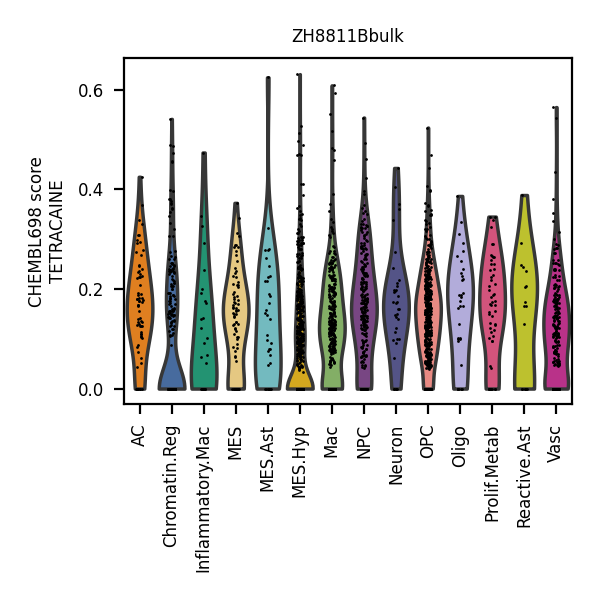 ZH8811Bbulk
CHEMBL698 score
TETRACAINE
0.6
0.4
0.2
0.0
AC
Chromatin.Reg
Inflammatory.Mac
MES
MES.Ast
MES.Hyp
Mac
NPC
Neuron
OPC
Oligo
Prolif.Metab
Reactive.Ast
Vasc